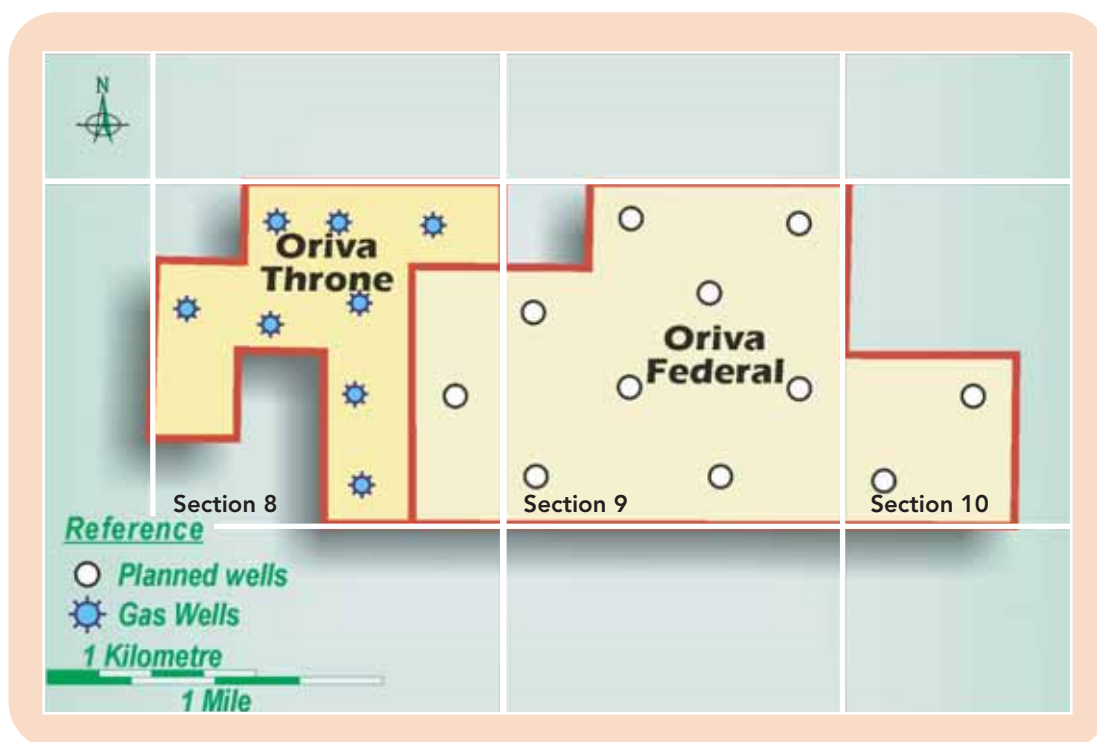 N
Oriva
Throne
Oriva
Federal
Section 8
Section 9
Section 10
Reference
Planned wells
Gas Wells
1 Kilometre
1 Mile